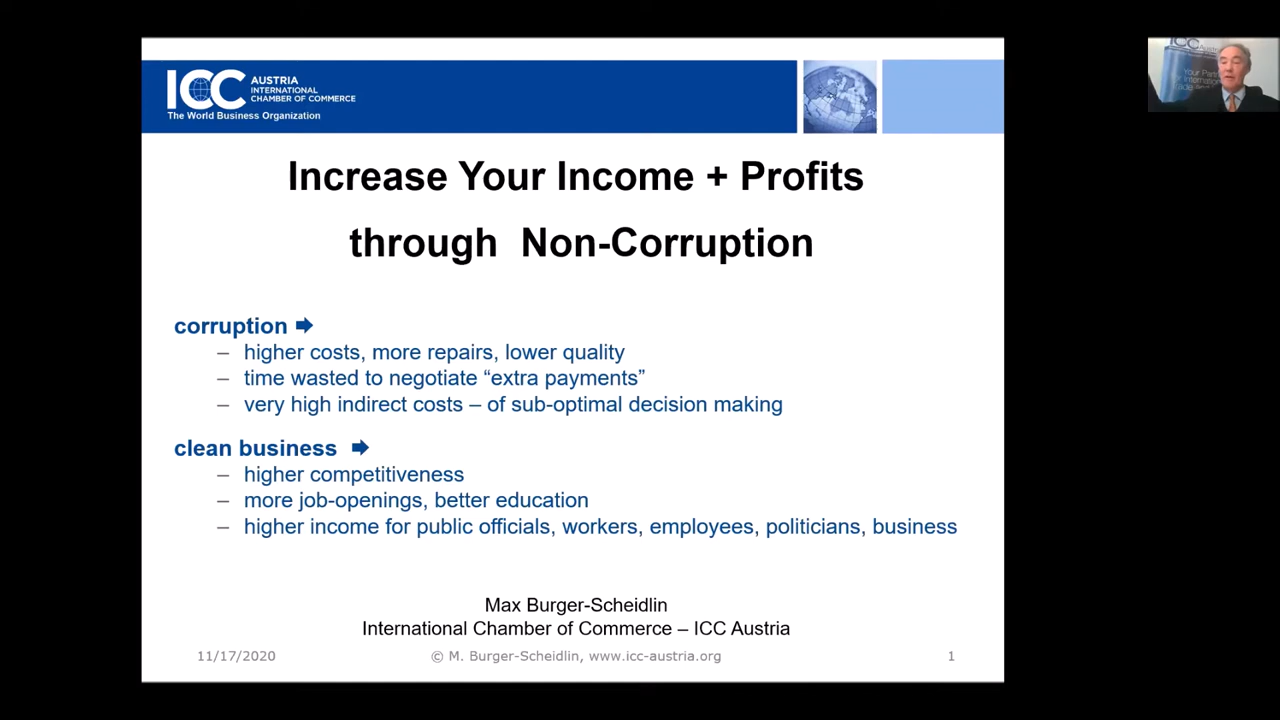 ICC AUSTRIA
INTERNATIONAL
CHAMBER OF COMMERCE
The World Business Organization
Increase Your Income + Profits
through Non-Corruption
corruption ➡
– higher costs, more repairs, lower quality
– time wasted to negotiate “extra payments”
– very high indirect costs – of sub-optimal decision making
clean business ➡
– higher competitiveness
– more job-openings, better education
– higher income for public officials, workers, employees, politicians, business
Max Burger-Scheidlin
International Chamber of Commerce – ICC Austria
11/17/2020 © M. Burger-Scheidlin, www.icc-austria.org 1
ICC
Your
International